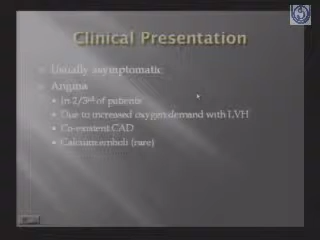 Clinical Presentation
Usually asymptomatic
Angina
In 2/3rd of patients
Due to increased oxygen demand with LVH
Co-existent CAD
Calcium emboli (rare)